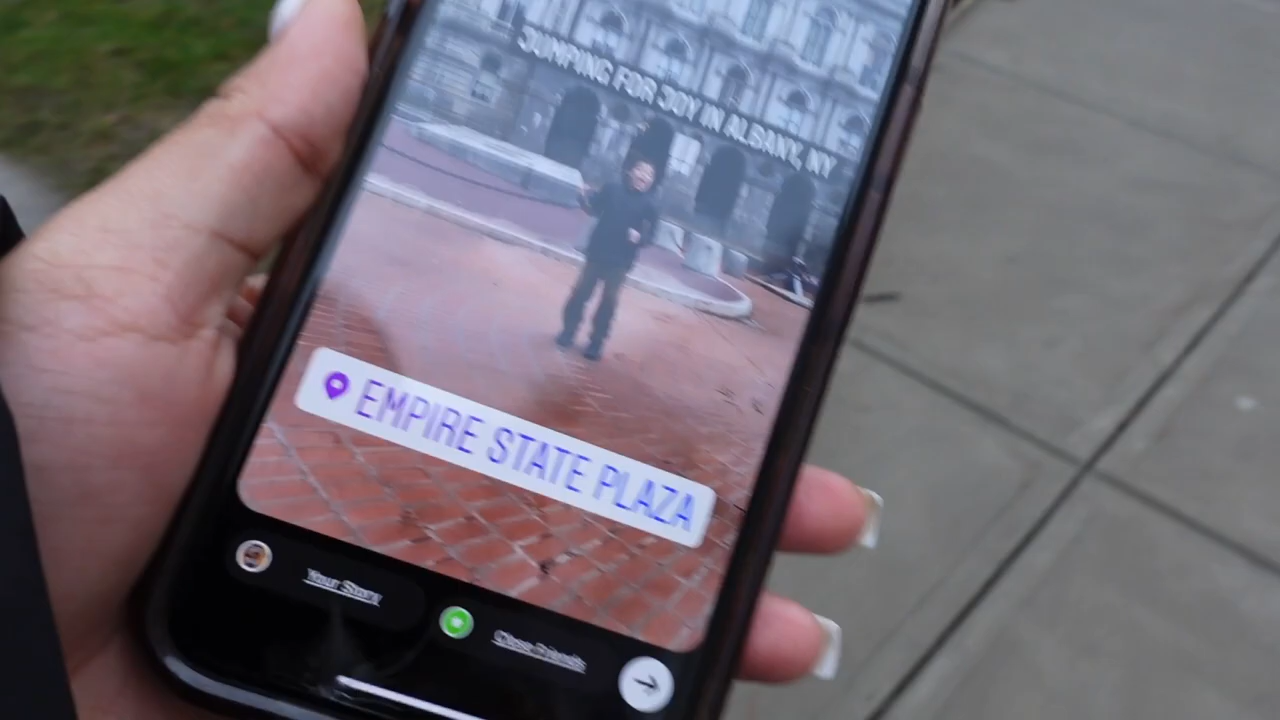 JUMPING FOR JOY IN ALBANY, NY
EMPIRE STATE PLAZA
Your Story
Close Friends